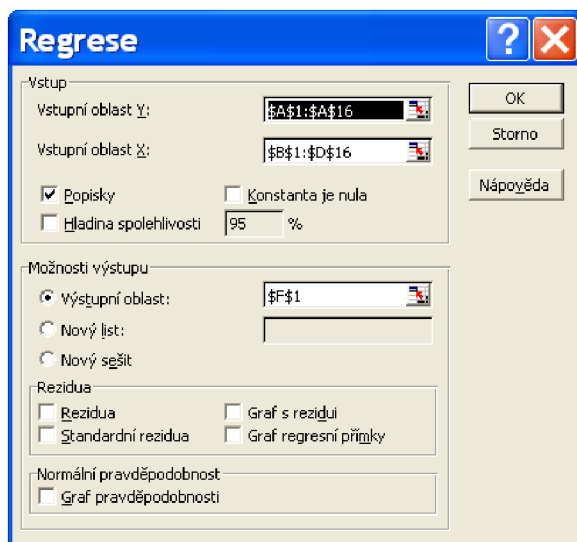 Regrese
Vstup
Vstupní oblast Y: $A$1:$A$16
Vstupní oblast X: $B$1:$D$16
Popisky Konstanta je nula
Hladina spolehlivosti 95 %
OK
Storno
Nápověda
Možnosti výstupu
Výstupní oblast: $F$1
Nový list:
Nový sešit
Rezidua
Rezidua Graf s rezidui
Standardní rezidua Graf regresní přímky
Normální pravděpodobnost
Graf pravděpodobnosti